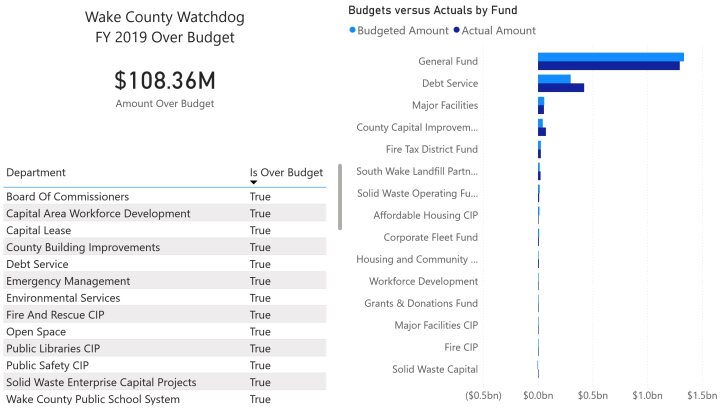 Wake County Watchdog
FY 2019 Over Budget
$108.36M
Amount Over Budget
Department Is Over Budget
Board Of Commissioners True
Capital Area Workforce Development True
Capital Lease True
County Building Improvements True
Debt Service True
Emergency Management True
Environmental Services True
Fire And Rescue CIP True
Open Space True
Public Libraries CIP True
Public Safety CIP True
Solid Waste Enterprise Capital Projects True
Wake County Public School System True
Budgets versus Actuals by Fund
Budgeted Amount Actual Amount
General Fund
Debt Service
Major Facilities
County Capital Improvem...
Fire Tax District Fund
South Wake Landfill Partn...
Solid Waste Operating Fu...
Affordable Housing CIP
Corporate Fleet Fund
Housing and Community ...
Workforce Development
Grants & Donations Fund
Major Facilities CIP
Fire CIP
Solid Waste Capital
($0.5bn) $0.0bn $0.5bn $1.0bn $1.5bn